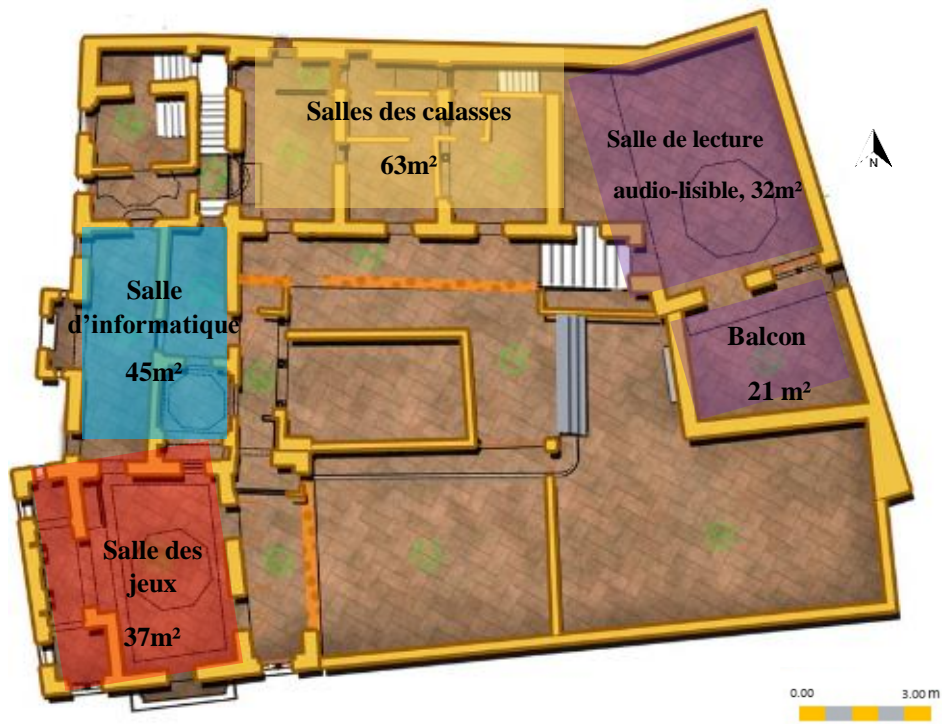 Salles des calasses
63m²
Salle de lecture
audio-lisible, 32m²
N
Salle
d'informatique
45m²
Balcon
21 m²
Salle des
jeux
37m²
0.00 3.00 m